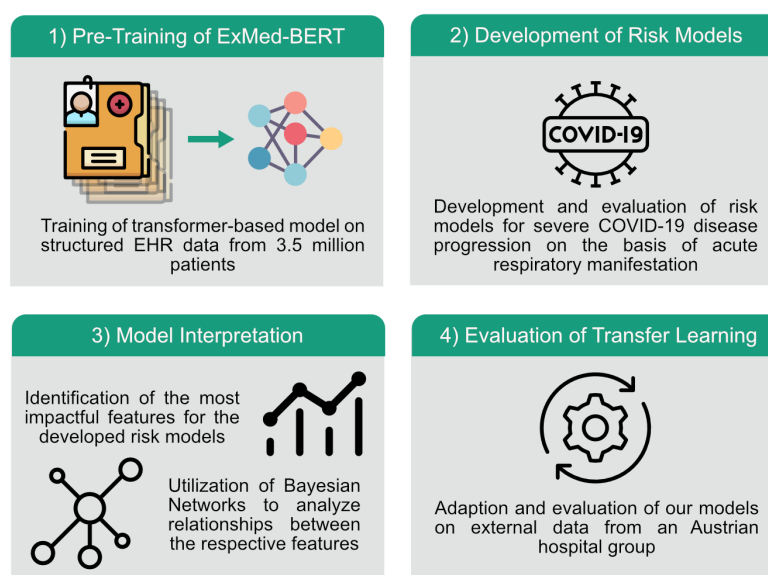 1) Pre-Training of ExMed-BERT
Training of transformer-based model on
structured EHR data from 3.5 million
patients
2) Development of Risk Models
COVID-19
Development and evaluation of risk
models for severe COVID-19 disease
progression on the basis of acute
respiratory manifestation
3) Model Interpretation
Identification of the most
impactful features for the
developed risk models
Utilization of Bayesian
Networks to analyze
relationships between
the respective features
4) Evaluation of Transfer Learning
Adaption and evaluation of our models
on external data from an Austrian
hospital group